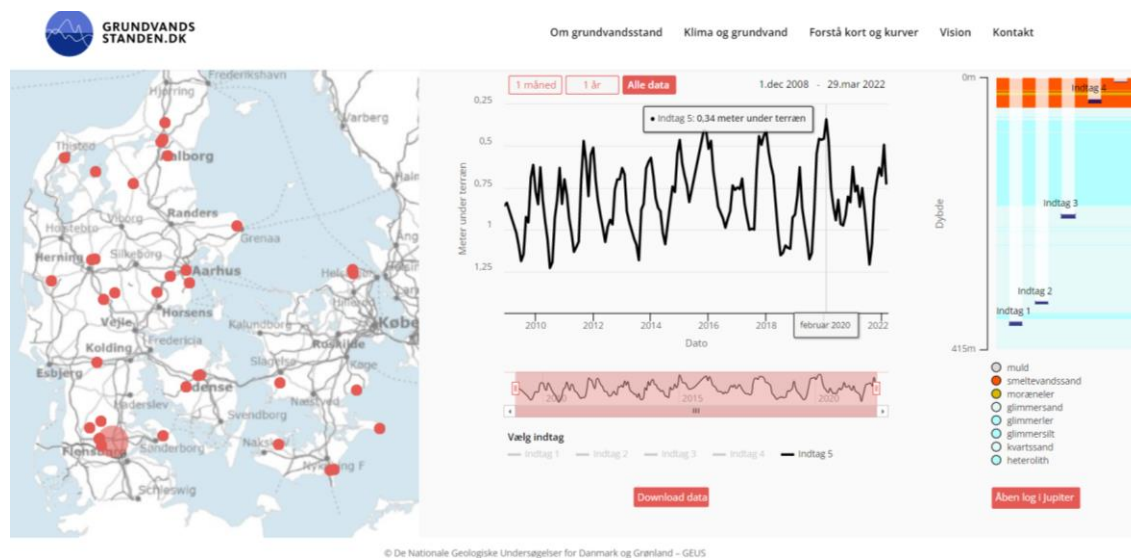 GRUNDVANDS
STANDEN.DK
Om grundvandsstand Klima og grundvand Forstå kort og kurver Vision Kontakt
Frederikshavn
Hjørring
Thisted
Aalborg
Viborg
Randers
Holstebro
Grenaa
Herning
Silkeborg
Aarhus
Horsens
Vejle
Kalundborg
Fredericia
Kolding
Roskilde
Esbjerg
Slagelse
Køge
Odense
Haderslev
Svendborg
Næstved
Sønderborg
Flensburg
Nykøbing F
Schleswig
Varberg
1 måned 1 år Alle data 1.dec 2008 - 29.mar 2022
Indtag 5: 0,34 meter under terræn
0.25
0.5
0.75
1
1.25
Meter under terræn
2010 2012 2014 2016 2018 februar 2020 2022
Dato
2010 2015 2020
Vælg indtag
Indtag 1 Indtag 2 Indtag 3 Indtag 4 Indtag 5
Download data
0m
Indtag 4
Indtag 3
Dybde
Indtag 2
Indtag 1
415m
muld
smeltevandssand
moræneler
glimmersand
glimmerler
glimmersilt
kvartssand
heterolith
Åben log i Jupiter
© De Nationale Geologiske Undersøgelser for Danmark og Grønland – GEUS